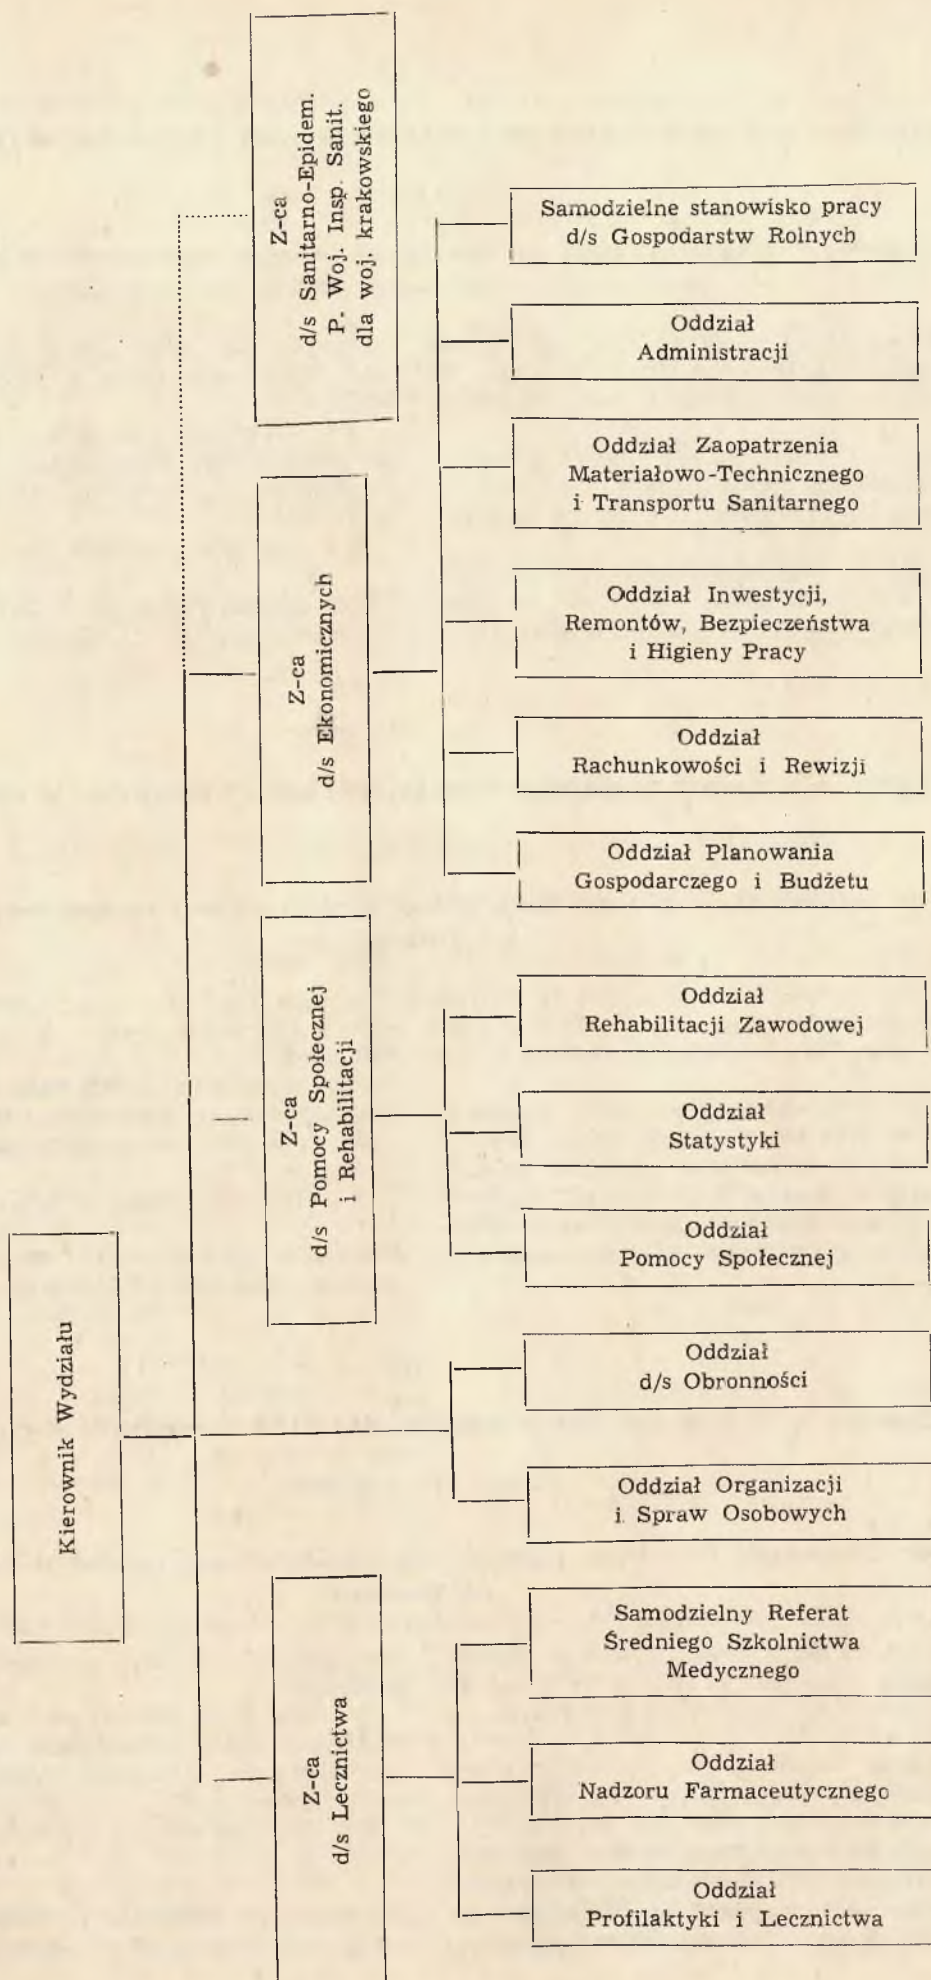 Kierownik Wydziału
Z-ca
d/s Sanitarno-Epidem.
P. Woj. Insp. Sanit.
dla woj. krakowskiego
Z-ca
d/s Ekonomicznych
Samodzielne stanowisko pracy
d/s Gospodarstw Rolnych
Oddział
Administracji
Oddział Zaopatrzenia
Materiałowo-Technicznego
i Transportu Sanitarnego
Oddział Inwestycji,
Remontów, Bezpieczeństwa
i Higieny Pracy
Oddział
Rachunkowości i Rewizji
Oddział Planowania
Gospodarczego i Budżetu
Z-ca
d/s Pomocy Społecznej
i Rehabilitacji
Oddział
Rehabilitacji Zawodowej
Oddział
Statystyki
Oddział
Pomocy Społecznej
Oddział
d/s Obronności
Oddział Organizacji
i Spraw Osobowych
Z-ca
d/s Lecznictwa
Samodzielny Referat
Średniego Szkolnictwa
Medycznego
Oddział
Nadzoru Farmaceutycznego
Oddział
Profilaktyki i Lecznictwa